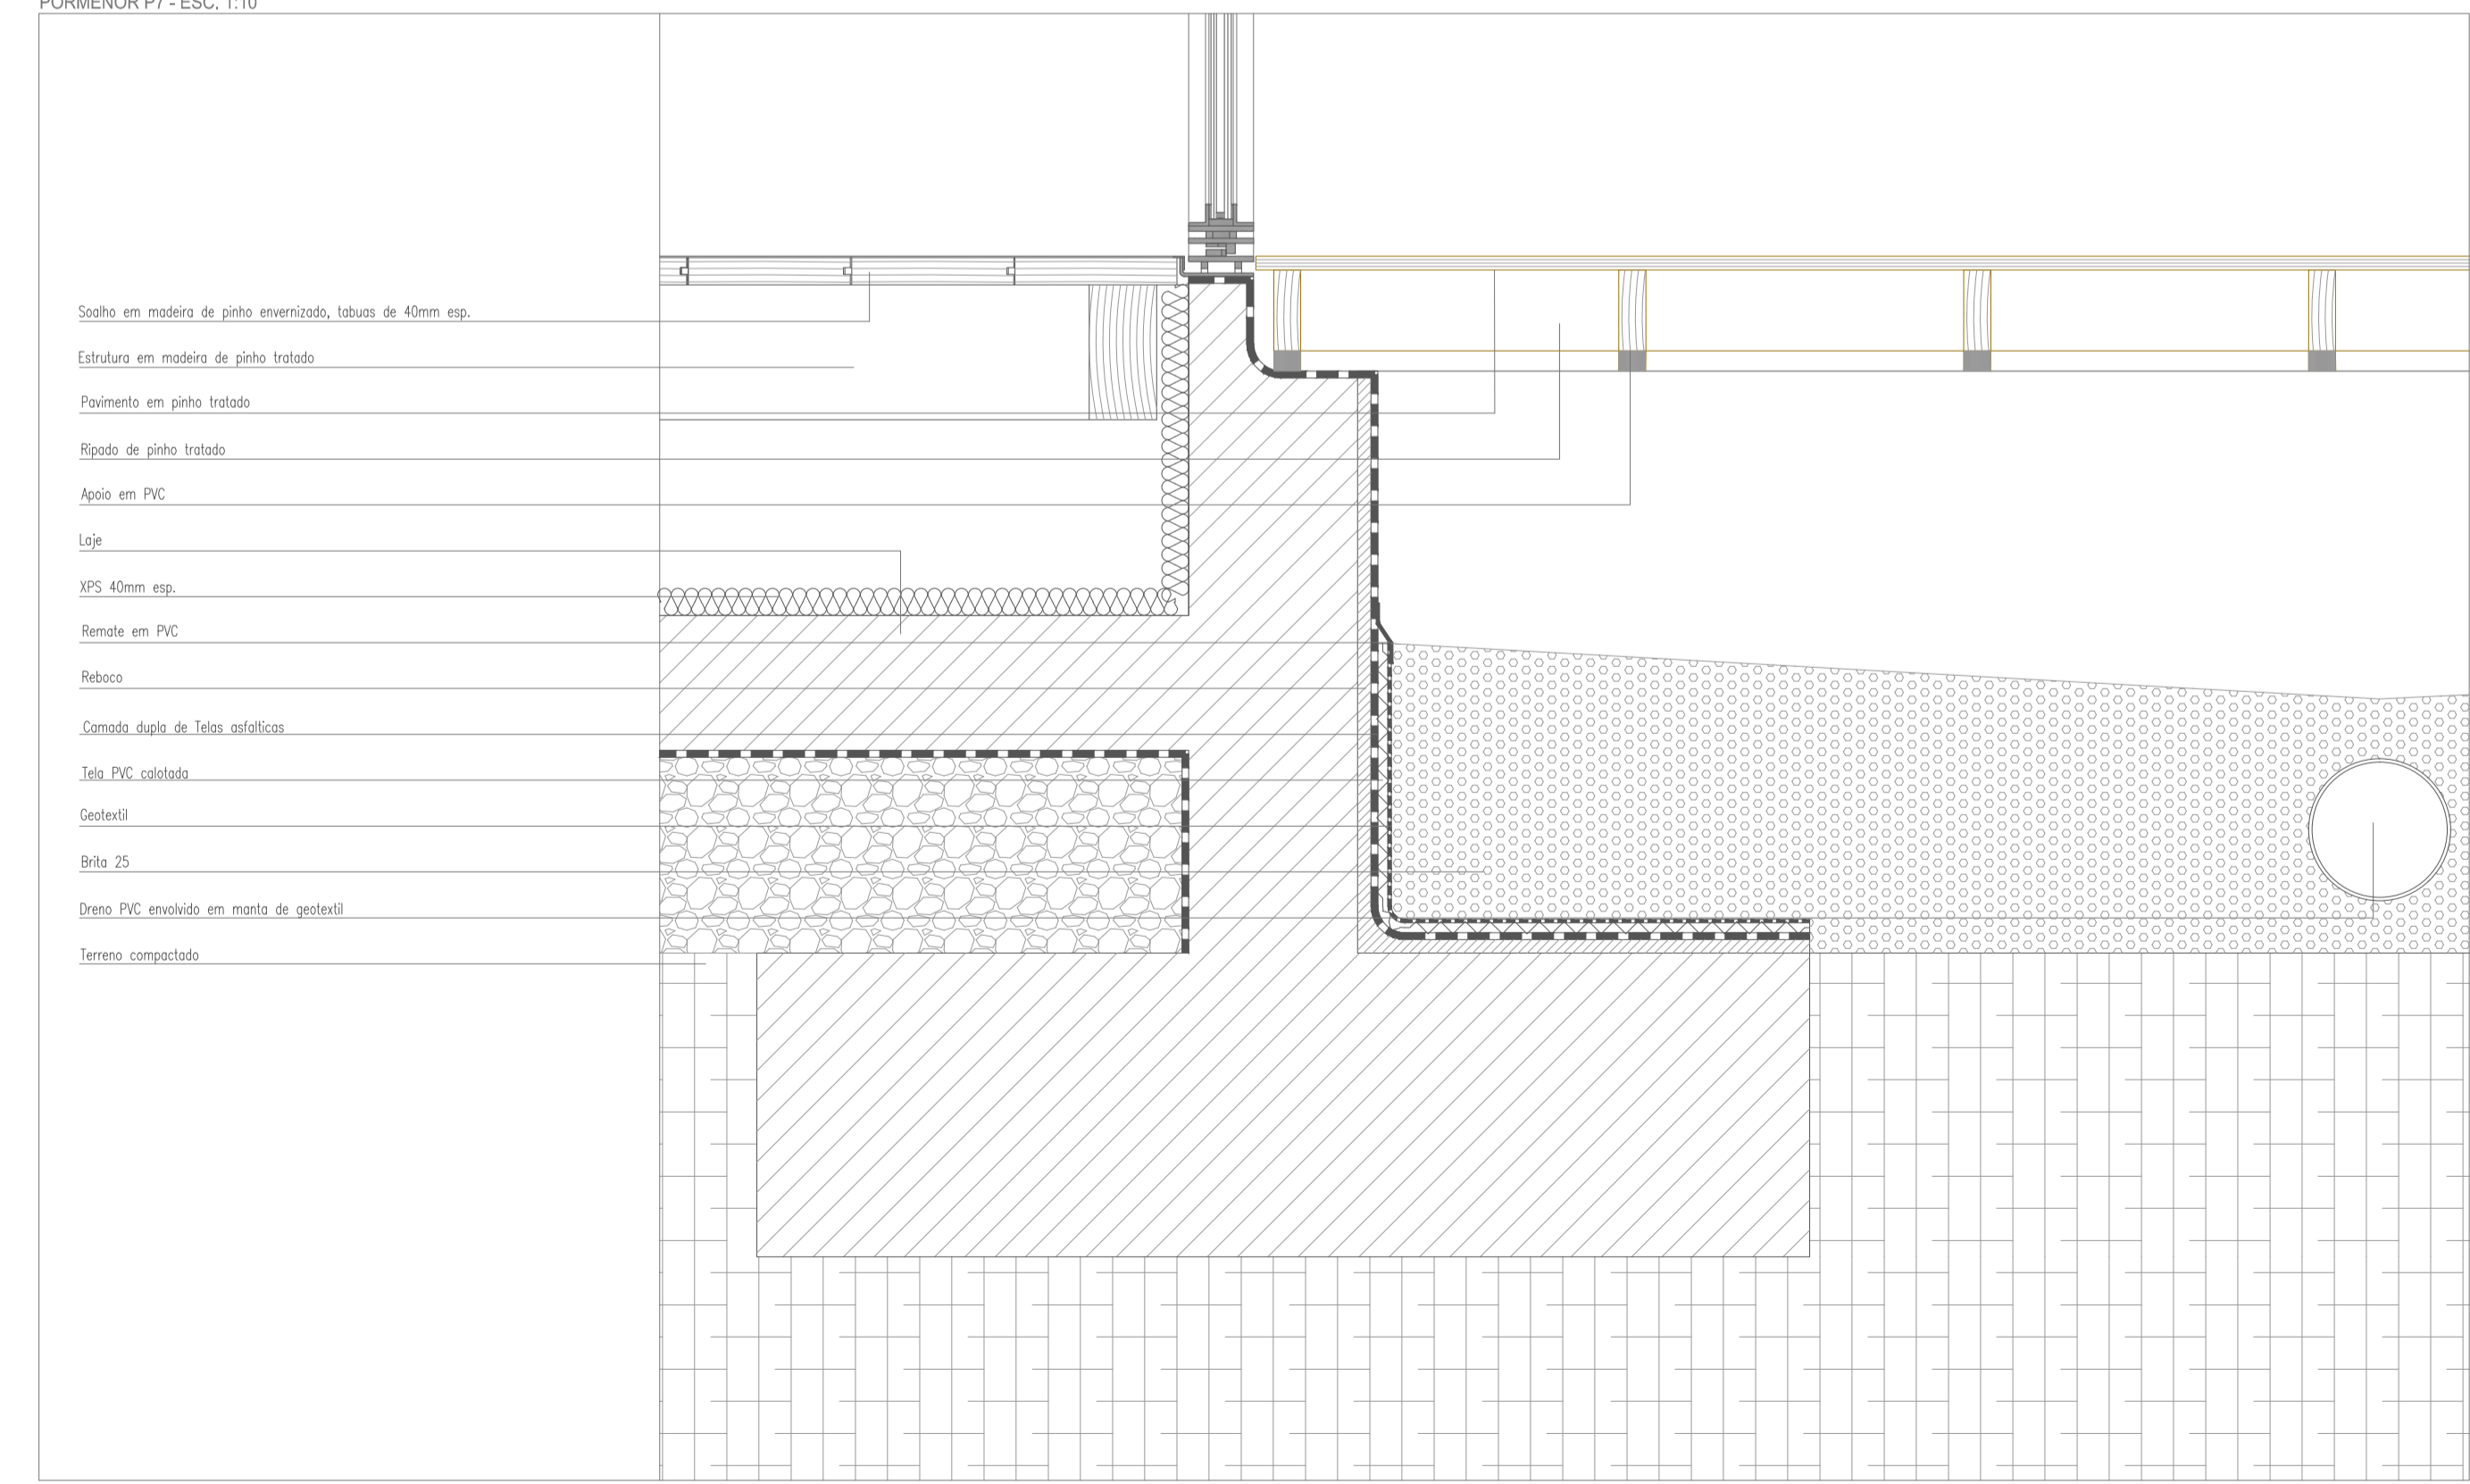 PORMENOR P7 - ESC. 1:10
Soalho em madeira de pinho envernizado, tabuas de 40mm esp.
Estrutura em madeira de pinho tratado
Pavimento em pinho tratado
Ripado de pinho tratado
Apoio em PVC
Laje
XPS 40mm esp.
Remate em PVC
Reboco
Camada dupla de Telas asfalticas
Tela PVC calotada
Geotextil
Brita 25
Dreno PVC envolvido em manta de geotextil
Terreno compactado